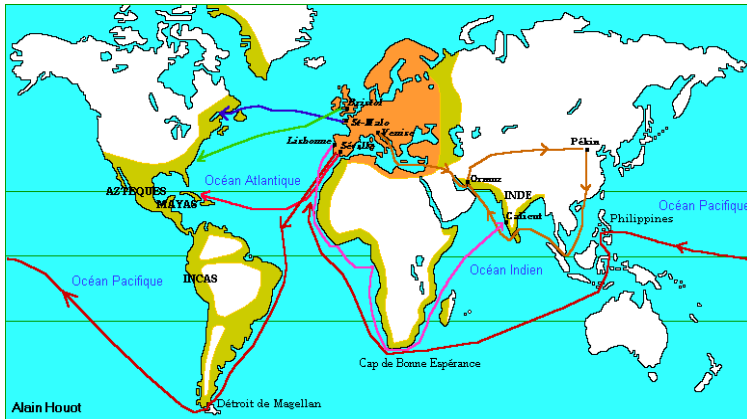 Bristol
St-Malo
Venise
Lisbonne
Séville
Pékin
Ormuz
AZTEQUES
Océan Atlantique
INDE
MAYAS
Océan Pacifique
Calicut
Philippines
Océan Pacifique
INCAS
Océan Indien
Cap de Bonne Espérance
Détroit de Magellan
Alain Houot